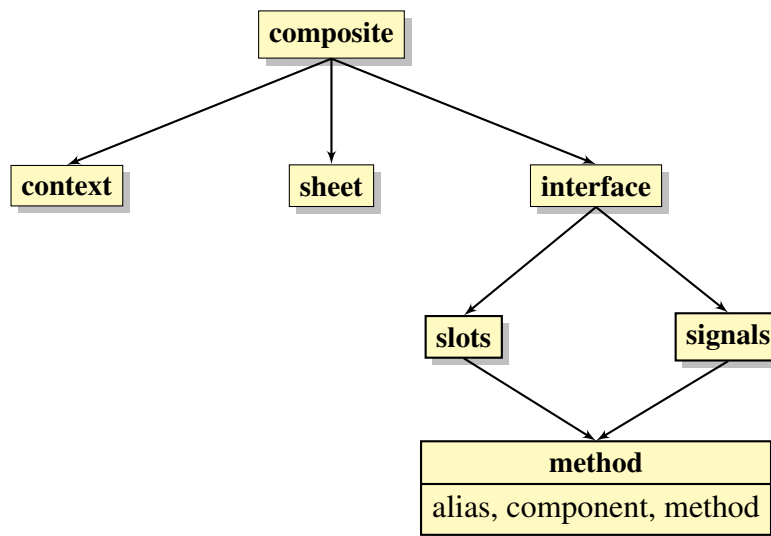 composite
context
sheet
interface
slots
signals
method
alias, component, method